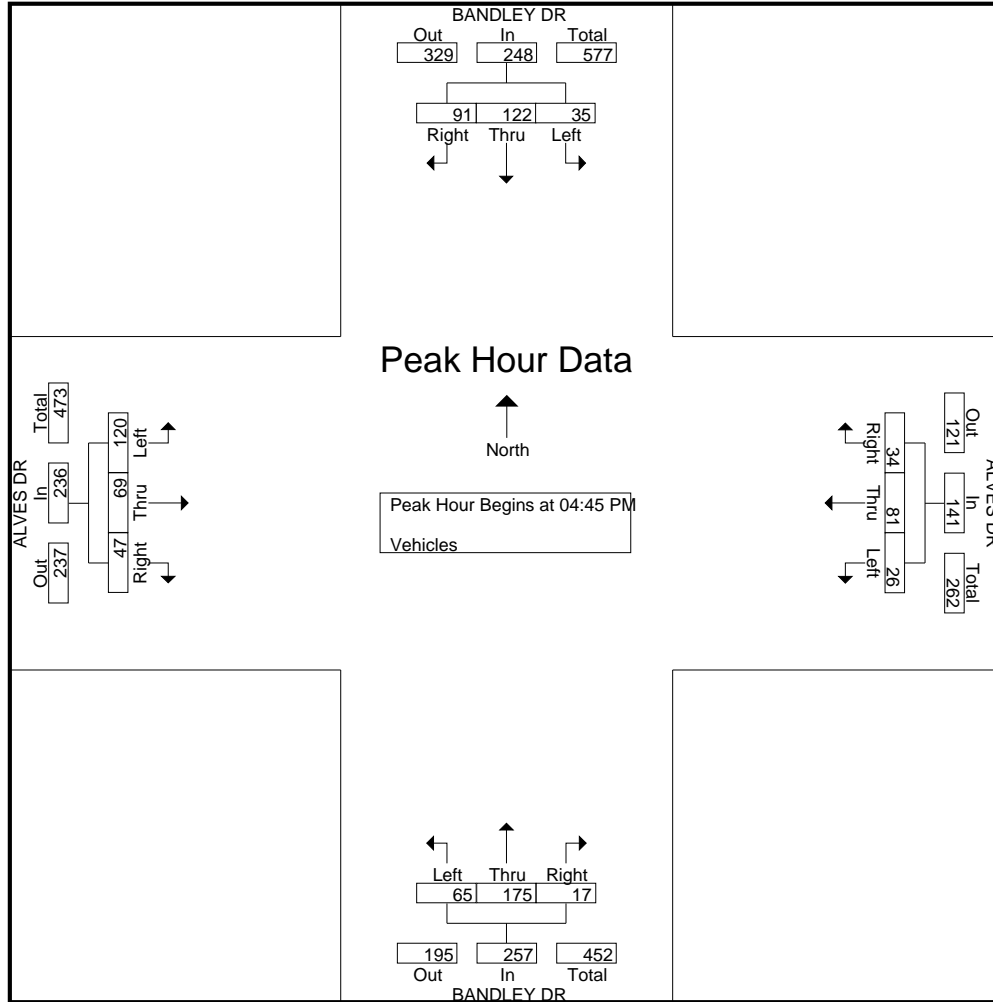 BANDLEY DR
Out In Total
329 248 577
91 122 35
Right Thru Left
Peak Hour Data
North
Peak Hour Begins at 04:45 PM
Vehicles
ALVES DR
Out In Total
237 236 473
Right Thru Left
47 69 120
ALVES DR
Out In Total
121 141 262
Right Thru Left
34 81 26
Left Thru Right
65 175 17
195 257 452
Out In Total
BANDLEY DR